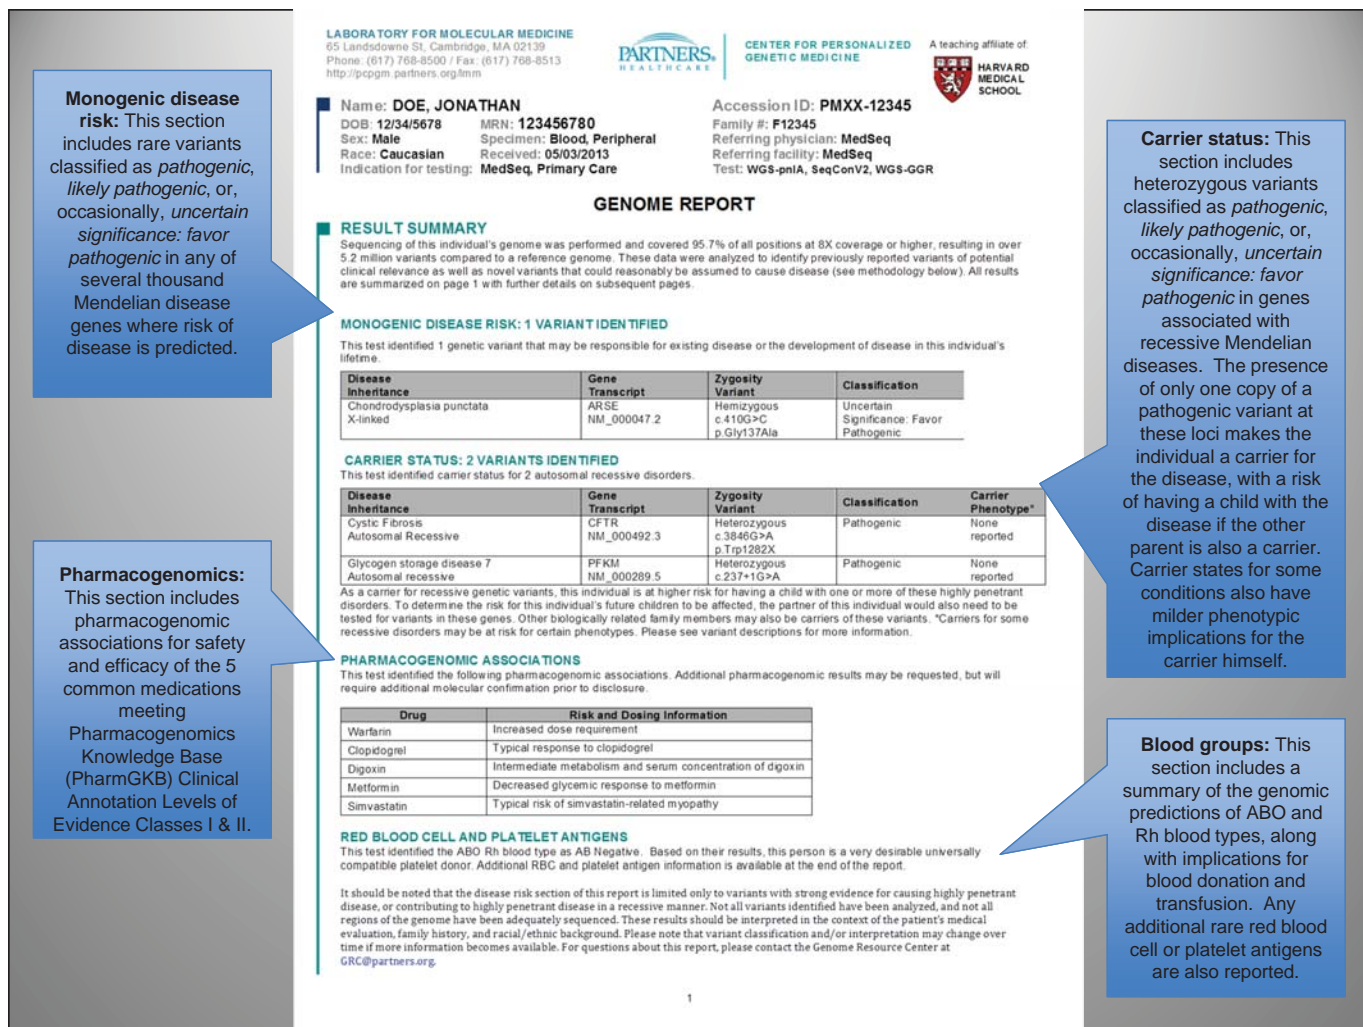 LABORATORY FOR MOLECULAR MEDICINE
65 Landsdowne St, Cambridge, MA 02139
Phone: (617) 768-8500 / Fax: (617) 768-8513
http://pcpgm.partners.org/lmm
PARTNERS.
HEALTHCARE
CENTER FOR PERSONALIZED
GENETIC MEDICINE
A teaching affiliate of:
HARVARD
MEDICAL
SCHOOL
Name: DOE, JONATHAN
Accession ID: PMXX-12345
DOB: 12/34/5678 MRN: 123456780
Family #: F12345
Sex: Male Specimen: Blood, Peripheral
Referring physician: MedSeq
Race: Caucasian Received: 05/03/2013
Referring facility: MedSeq
Indication for testing: MedSeq, Primary Care
Test: WGS-pnlA, SeqConV2, WGS-GGR
GENOME REPORT
RESULT SUMMARY
Sequencing of this individual's genome was performed and covered 95.7% of all positions at 8X coverage or higher, resulting in over
5.2 million variants compared to a reference genome. These data were analyzed to identify previously reported variants of potential
clinical relevance as well as novel variants that could reasonably be assumed to cause disease (see methodology below). All results
are summarized on page 1 with further details on subsequent pages.
MONOGENIC DISEASE RISK: 1 VARIANT IDENTIFIED
This test identified 1 genetic variant that may be responsible for existing disease or the development of disease in this individual's
lifetime.
Disease Gene Zygosity Classification
Inheritance Transcript Variant
Chondrodysplasia punctata ARSE Hemizygous Uncertain
X-linked NM_000047.2 c.410G>C Significance: Favor
p.Gly137Ala Pathogenic
CARRIER STATUS: 2 VARIANTS IDENTIFIED
This test identified carrier status for 2 autosomal recessive disorders.
Disease Gene Zygosity Classification Carrier
Inheritance Transcript Variant Phenotype*
Cystic Fibrosis CFTR Heterozygous Pathogenic None
Autosomal Recessive NM_000492.3 c.3846G>A reported
p.Trp1282X
Glycogen storage disease 7 PFKM Heterozygous Pathogenic None
Autosomal recessive NM_000289.5 c.237+1G>A reported
As a carrier for recessive genetic variants, this individual is at higher risk for having a child with one or more of these highly penetrant
disorders. To determine the risk for this individual's future children to be affected, the partner of this individual would also need to be
tested for variants in these genes. Other biologically related family members may also be carriers of these variants. *Carriers for some
recessive disorders may be at risk for certain phenotypes. Please see variant descriptions for more information.
PHARMACOGENOMIC ASSOCIATIONS
This test identified the following pharmacogenomic associations. Additional pharmacogenomic results may be requested, but will
require additional molecular confirmation prior to disclosure.
Drug Risk and Dosing Information
Warfarin Increased dose requirement
Clopidogrel Typical response to clopidogrel
Digoxin Intermediate metabolism and serum concentration of digoxin
Metformin Decreased glycemic response to metformin
Simvastatin Typical risk of simvastatin-related myopathy
RED BLOOD CELL AND PLATELET ANTIGENS
This test identified the ABO Rh blood type as AB Negative. Based on their results, this person is a very desirable universally
compatible platelet donor. Additional RBC and platelet antigen information is available at the end of the report.
It should be noted that the disease risk section of this report is limited only to variants with strong evidence for causing highly penetrant
disease, or contributing to highly penetrant disease in a recessive manner. Not all variants identified have been analyzed, and not all
regions of the genome have been adequately sequenced. These results should be interpreted in the context of the patient's medical
evaluation, family history, and racial/ethnic background. Please note that variant classification and/or interpretation may change over
time if more information becomes available. For questions about this report, please contact the Genome Resource Center at
GRC@partners.org.
1
Monogenic disease
risk: This section
includes rare variants
classified as pathogenic,
likely pathogenic, or,
occasionally, uncertain
significance: favor
pathogenic in any of
several thousand
Mendelian disease
genes where risk of
disease is predicted.
Pharmacogenomics:
This section includes
pharmacogenomic
associations for safety
and efficacy of the 5
common medications
meeting
Pharmacogenomics
Knowledge Base
(PharmGKB) Clinical
Annotation Levels of
Evidence Classes I & II.
Carrier status: This
section includes
heterozygous variants
classified as pathogenic,
likely pathogenic, or,
occasionally, uncertain
significance: favor
pathogenic in genes
associated with
recessive Mendelian
diseases. The presence
of only one copy of a
pathogenic variant at
these loci makes the
individual a carrier for
the disease, with a risk
of having a child with the
disease if the other
parent is also a carrier.
Carrier states for some
conditions also have
milder phenotypic
implications for the
carrier himself.
Blood groups: This
section includes a
summary of the genomic
predictions of ABO and
Rh blood types, along
with implications for
blood donation and
transfusion. Any
additional rare red blood
cell or platelet antigens
are also reported.